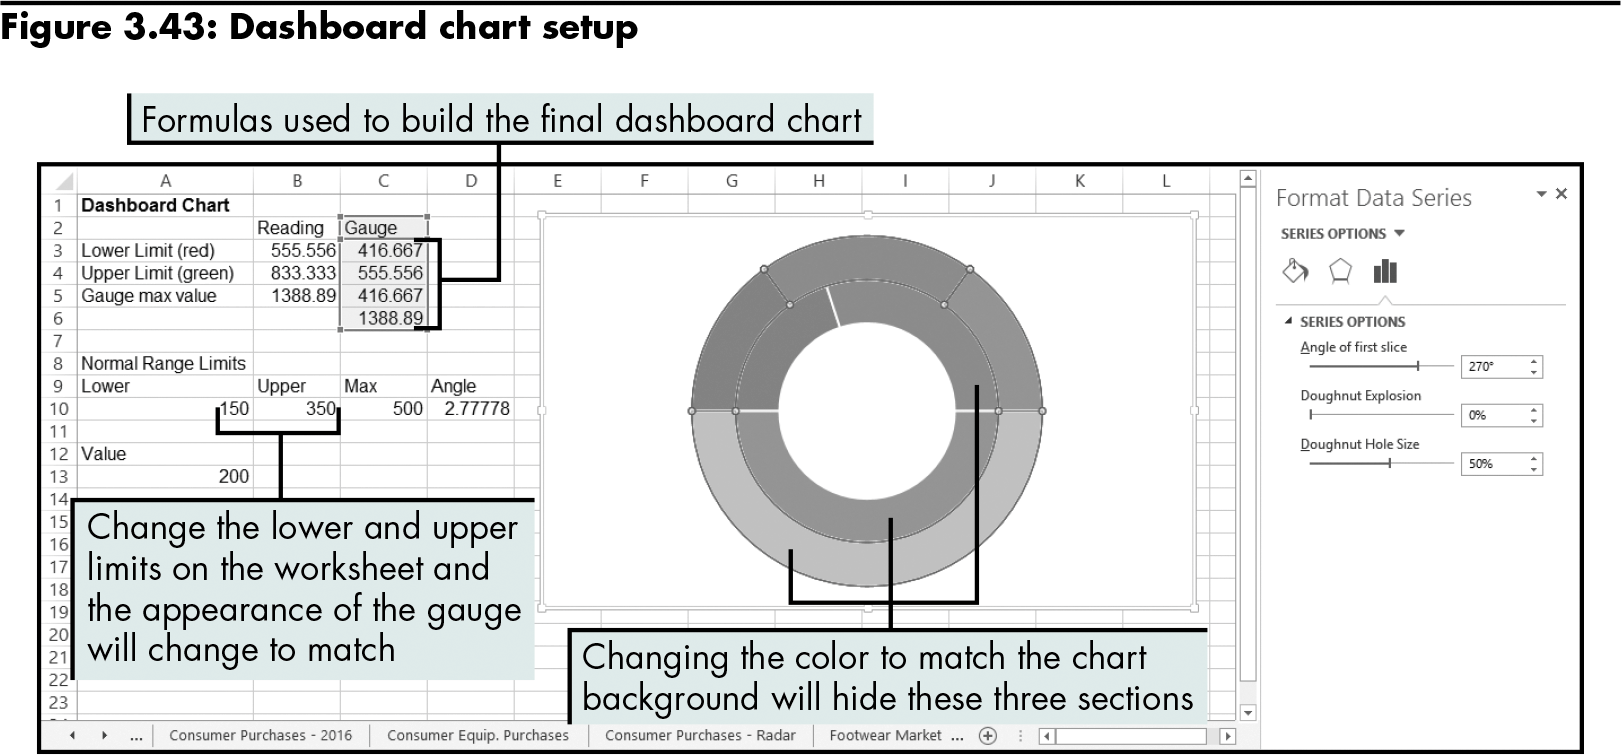 Figure 3.43: Dashboard chart setup
Formulas used to build the final dashboard chart
A B C D E F G H I J K L
1 Dashboard Chart
2 Reading Gauge
3 Lower Limit (red) 555.556 416.667
4 Upper Limit (green) 833.333 555.556
5 Gauge max value 1388.89 416.667
6 1388.89
7
8 Normal Range Limits
9 Lower Upper Max Angle
10 150 350 500 2.77778
11
12 Value
13 200
14
15
16
17
18
19
20
21
22
23
Change the lower and upper
limits on the worksheet and
the appearance of the gauge
will change to match
Changing the color to match the chart
background will hide these three sections
Format Data Series
SERIES OPTIONS
SERIES OPTIONS
Angle of first slice
270°
Doughnut Explosion
0%
Doughnut Hole Size
50%
... Consumer Purchases - 2016 Consumer Equip. Purchases Consumer Purchases - Radar Footwear Market ...